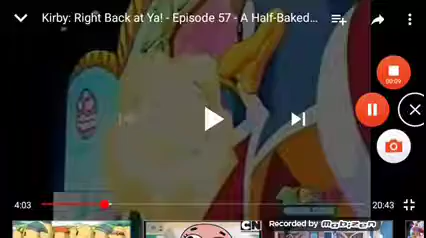 Kirby: Right Back at Ya! - Episode 57 - A Half-Baked...
00:09
4:03
20:43
CN
Recorded by Mobizen